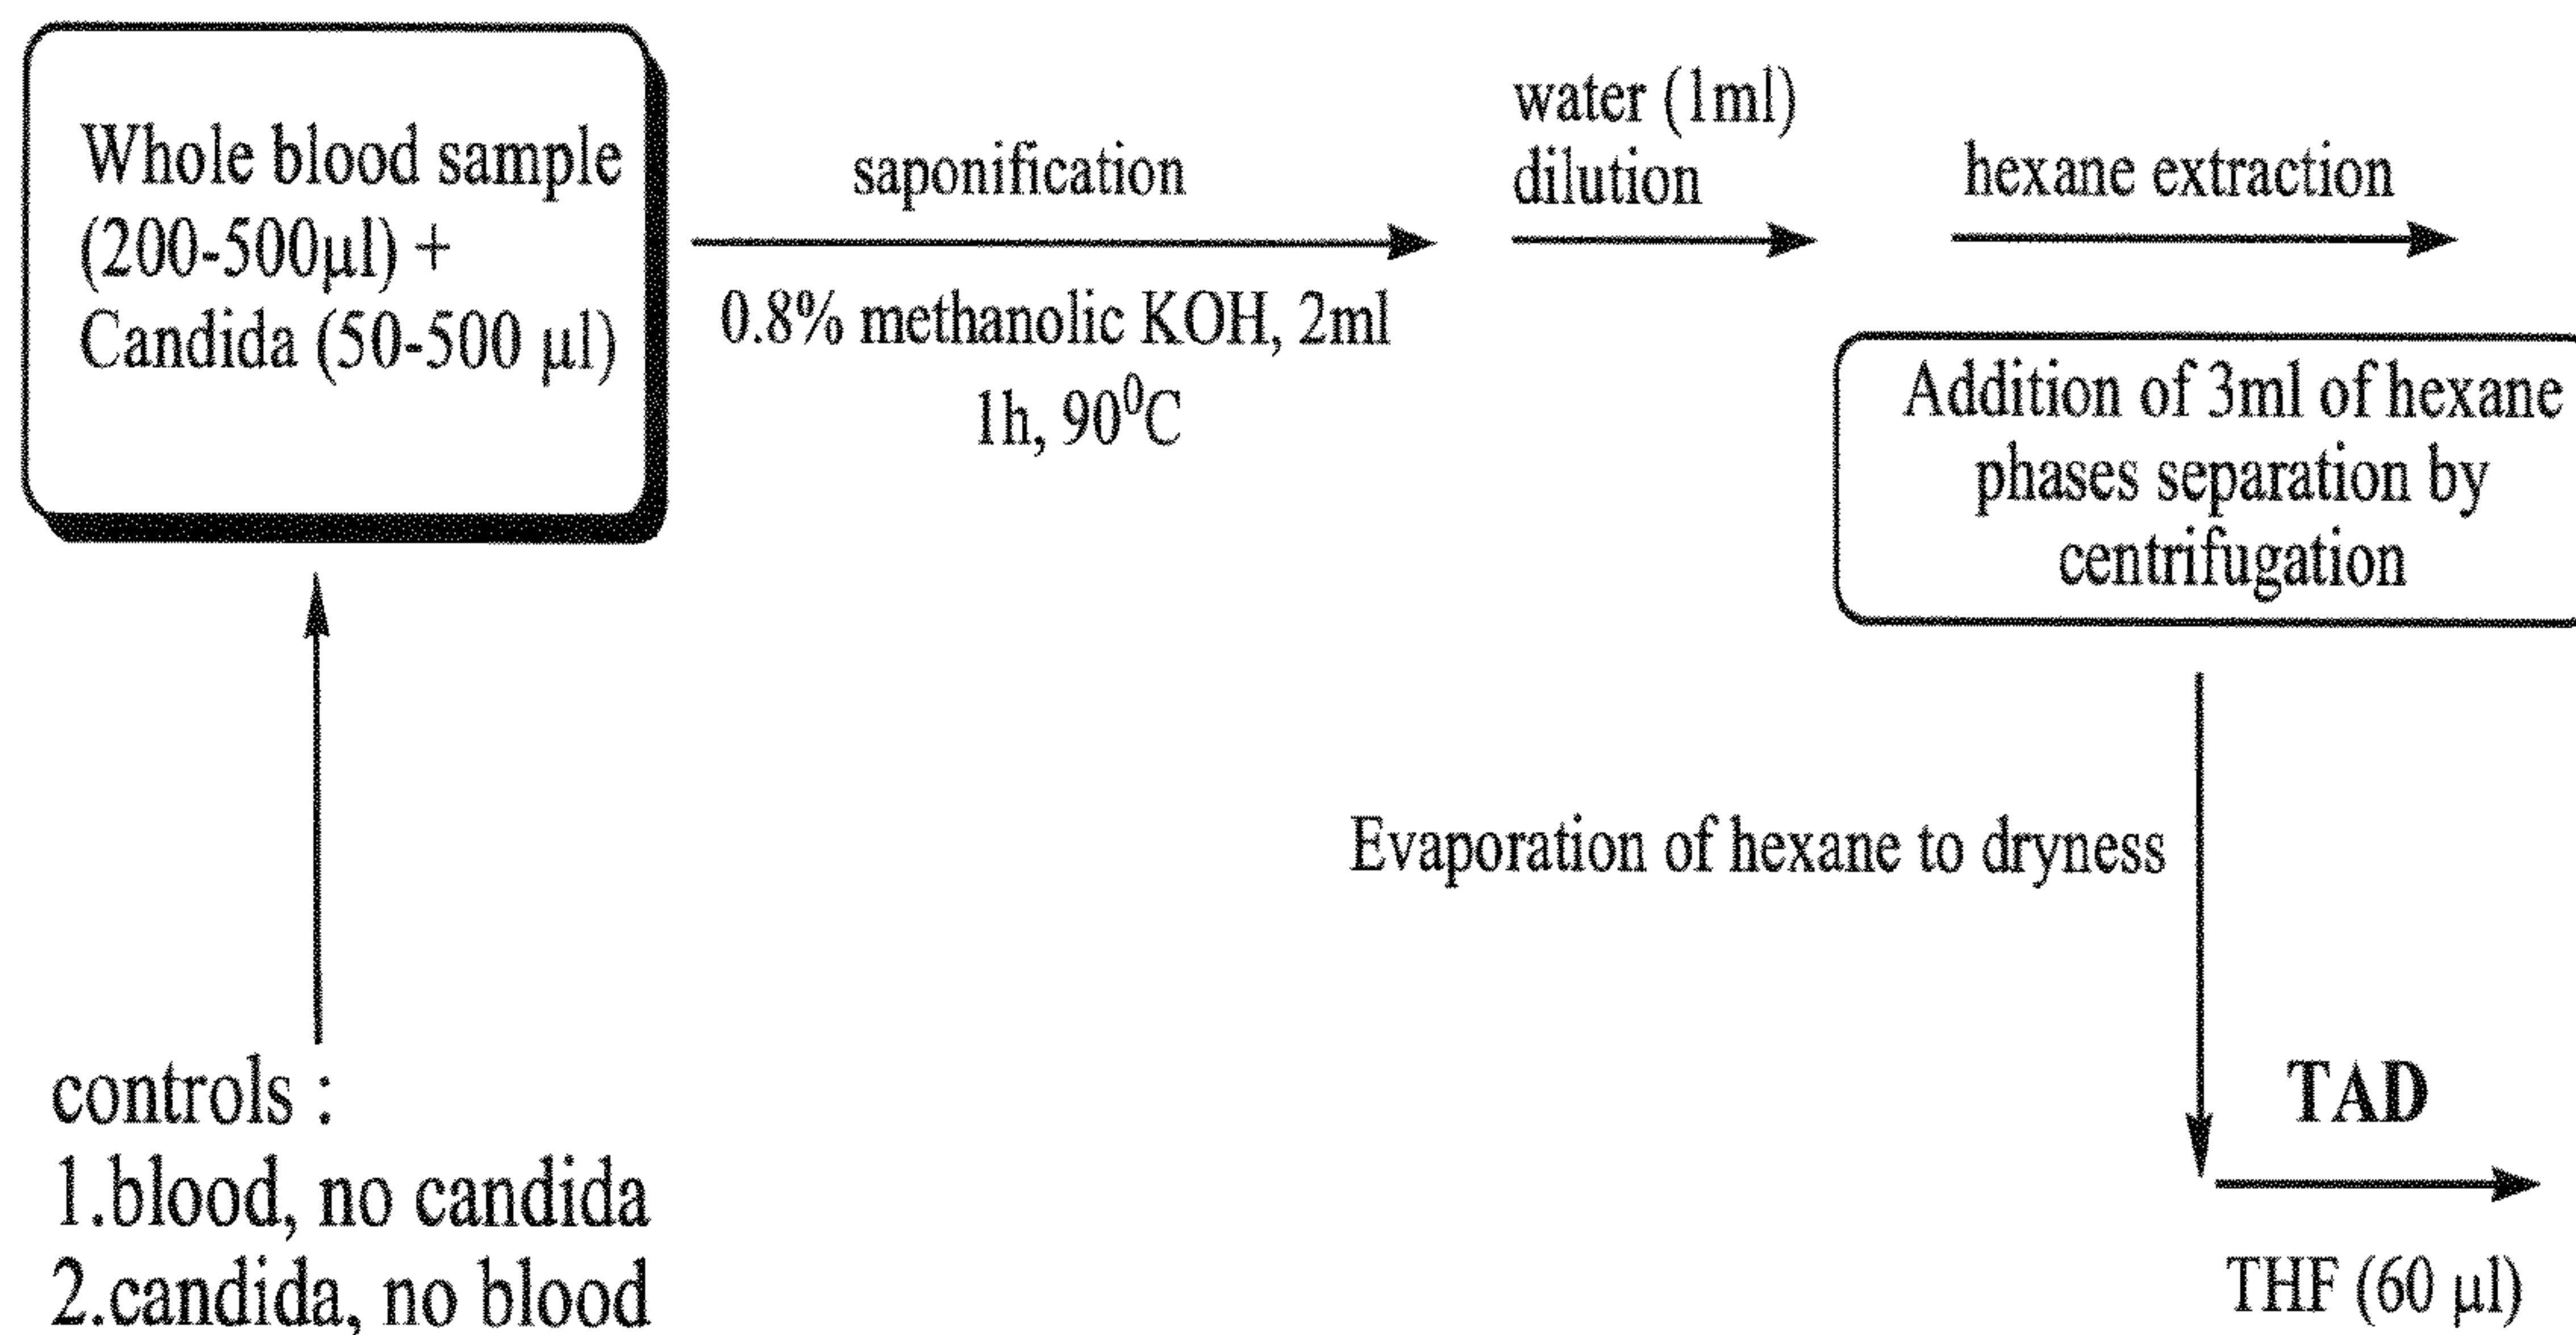 Whole blood sample
(200-500µl) +
Candida (50-500 µl)
saponification
0.8% methanolic KOH, 2ml
1h, 90⁰C
water (1ml)
dilution
hexane extraction
Addition of 3ml of hexane
phases separation by
centrifugation
Evaporation of hexane to dryness
TAD
THF (60 µl)
controls :
1.blood, no candida
2.candida, no blood